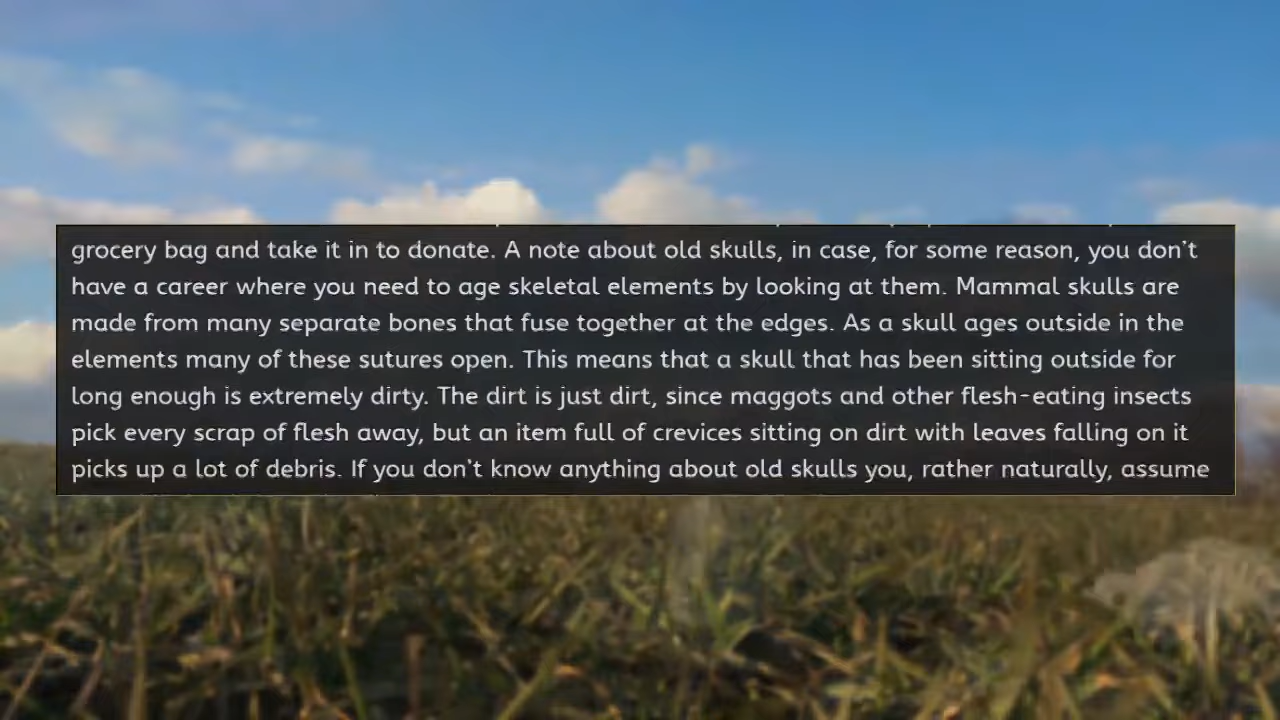 grocery bag and take it in to donate. A note about old skulls, in case, for some reason, you don't
have a career where you need to age skeletal elements by looking at them. Mammal skulls are
made from many separate bones that fuse together at the edges. As a skull ages outside in the
elements many of these sutures open. This means that a skull that has been sitting outside for
long enough is extremely dirty. The dirt is just dirt, since maggots and other flesh-eating insects
pick every scrap of flesh away, but an item full of crevices sitting on dirt with leaves falling on it
picks up a lot of debris. If you don't know anything about old skulls you, rather naturally, assume